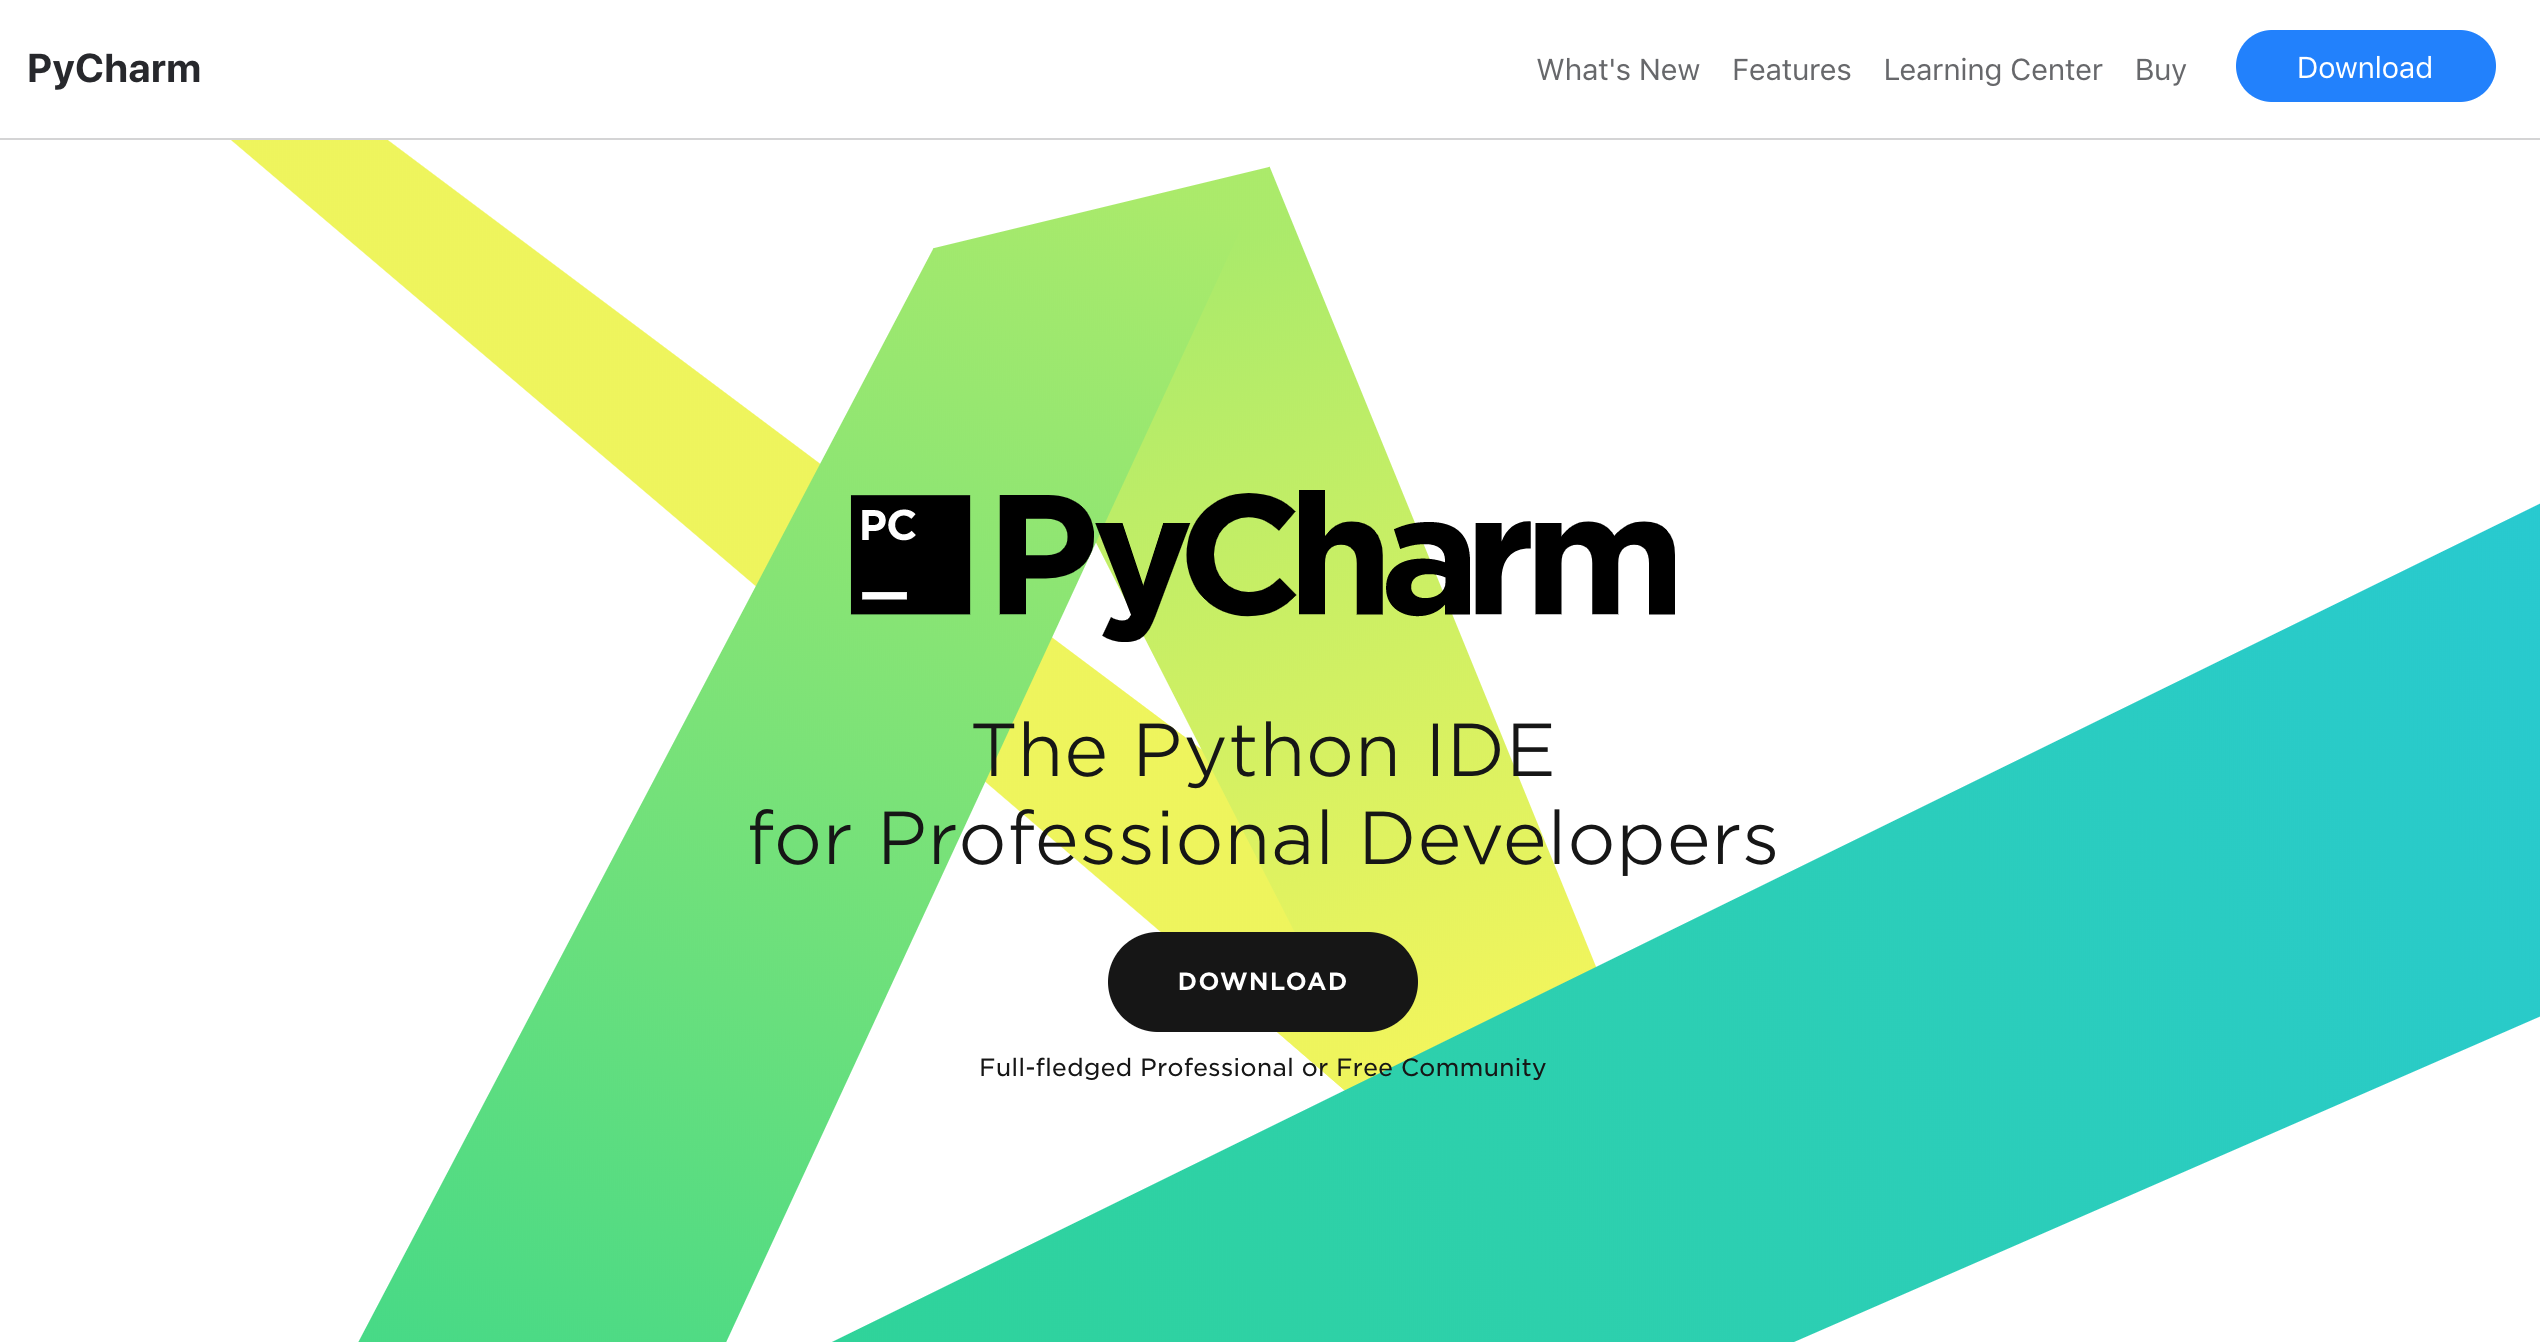 PyCharm
What's New Features Learning Center Buy Download
PC
PyCharm
The Python IDE
for Professional Developers
DOWNLOAD
Full-fledged Professional or Free Community